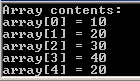 Array contents:
array[0] = 10
array[1] = 20
array[2] = 30
array[3] = 40
array[4] = 20